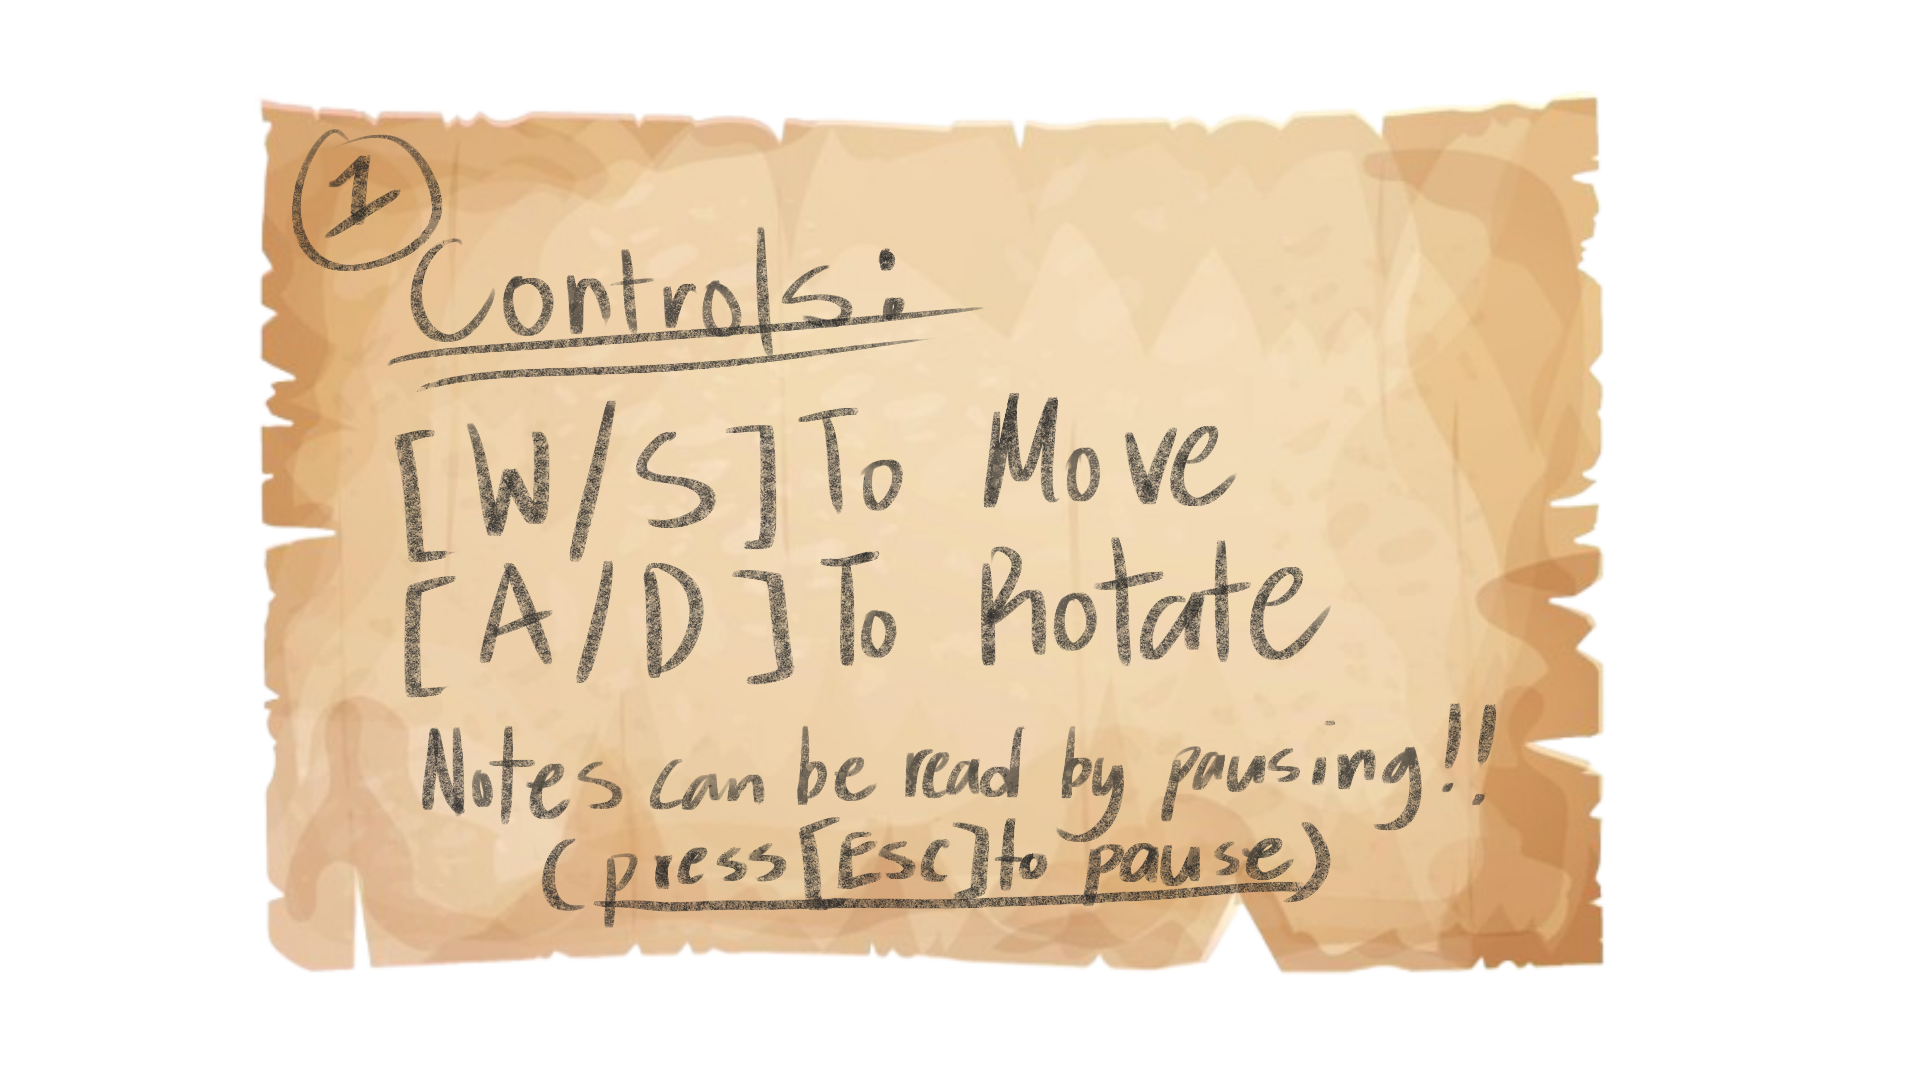 1
Controls:
[W/S] To Move
[A/D] To Rotate
Notes can be read by pausing!!
(press [Esc] to pause)